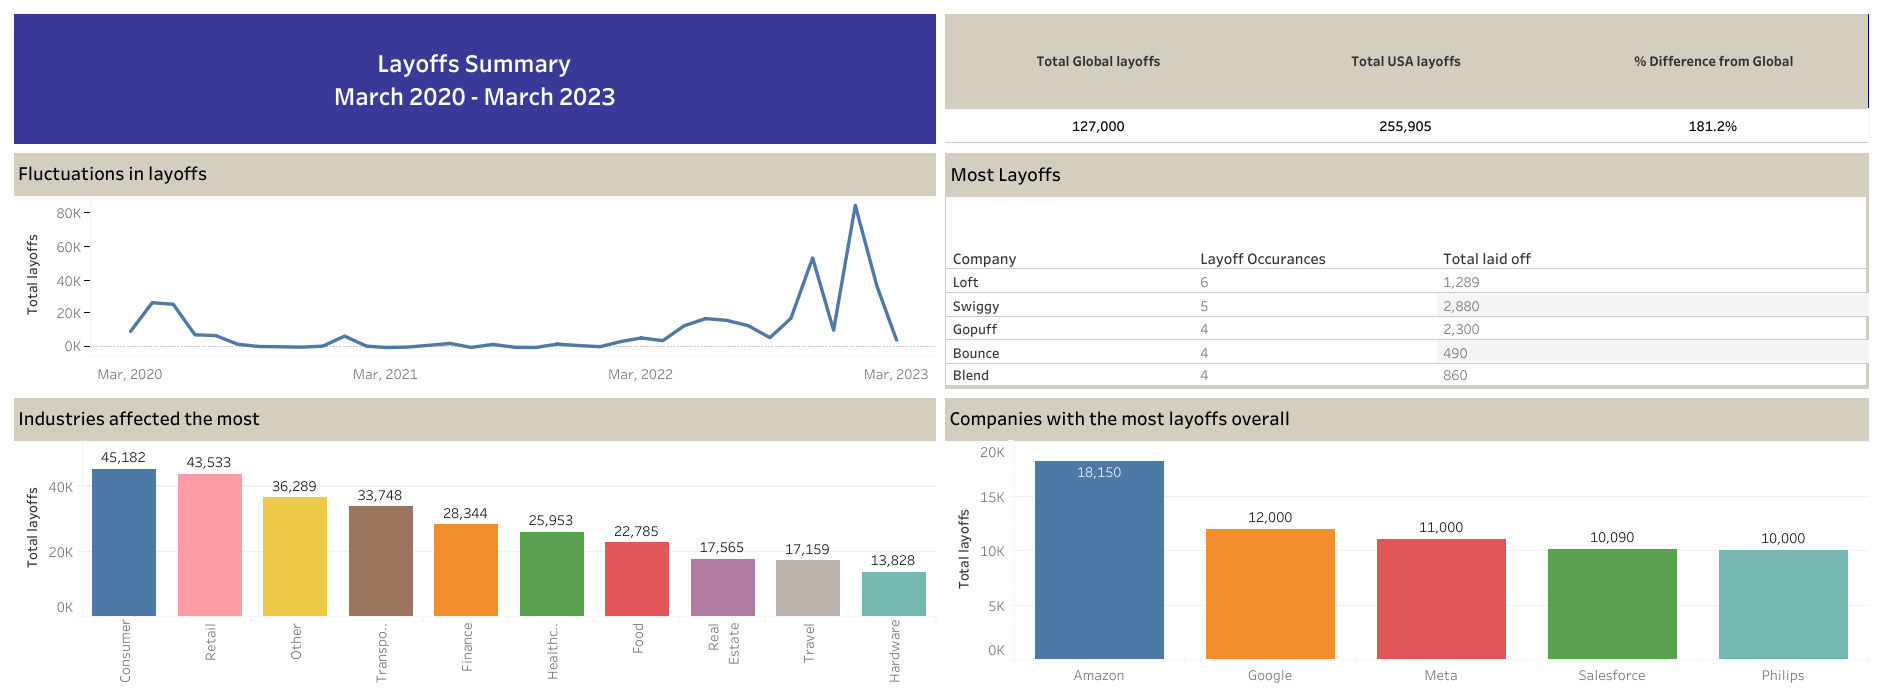 Layoffs Summary
March 2020 - March 2023
Total Global layoffs Total USA layoffs % Difference from Global
127,000 255,905 181.2%
Fluctuations in layoffs
Total layoffs
80K
60K
40K
20K
0K
Mar, 2020 Mar, 2021 Mar, 2022 Mar, 2023
Most Layoffs
Company Layoff Occurances Total laid off
Loft 6 1,289
Swiggy 5 2,880
Gopuff 4 2,300
Bounce 4 490
Blend 4 860
Industries affected the most
Total layoffs
40K
20K
0K
45,182 43,533 36,289 33,748 28,344 25,953 22,785 17,565 17,159 13,828
Consumer
Retail
Other
Transpo..
Finance
Healthc..
Food
Real
Estate
Travel
Hardware
Companies with the most layoffs overall
Total layoffs
20K
15K
10K
5K
0K
18,150 12,000 11,000 10,090 10,000
Amazon Google Meta Salesforce Philips